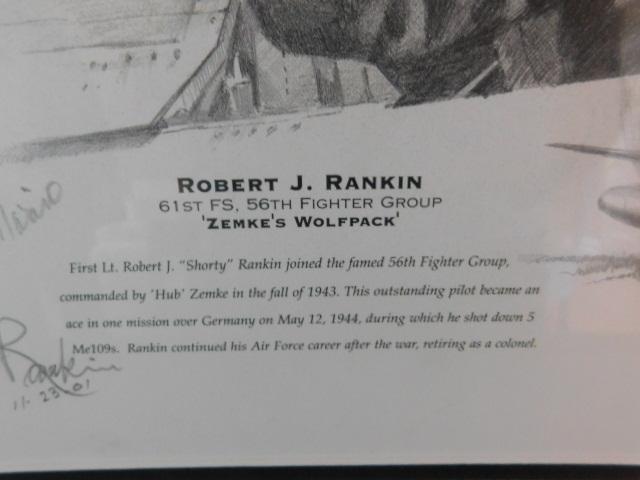 ROBERT J. RANKIN
61ST FS, 56TH FIGHTER GROUP
'ZEMKE'S WOLFPACK'
First Lt. Robert J. "Shorty" Rankin joined the famed 56th Fighter Group,
commanded by 'Hub' Zemke in the fall of 1943. This outstanding pilot became an
ace in one mission over Germany on May 12, 1944, during which he shot down 5
Me109s. Rankin continued his Air Force career after the war, retiring as a colonel.
Rankin
11-23-01